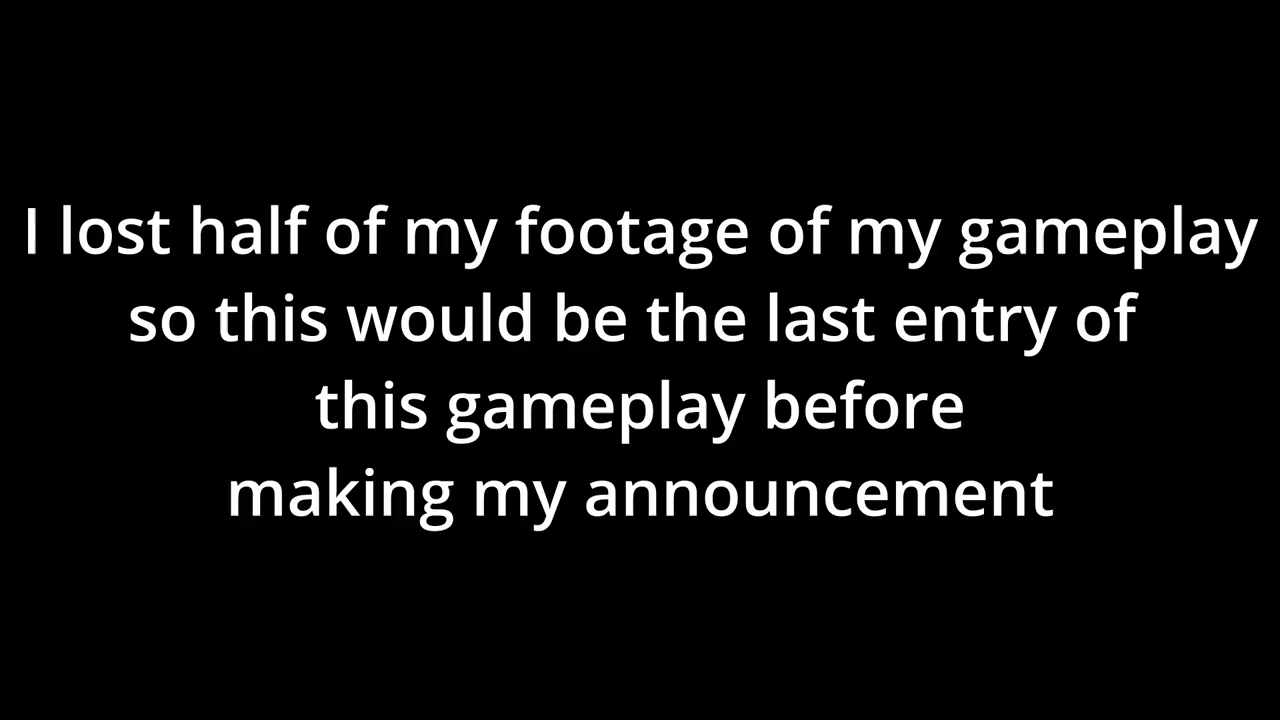 I lost half of my footage of my gameplay
so this would be the last entry of
this gameplay before
making my announcement